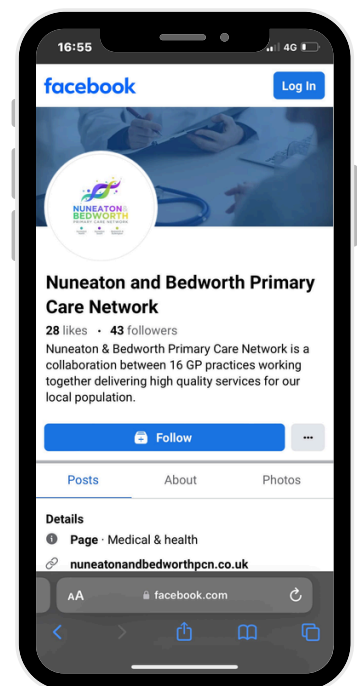 16:55
4G
facebook
Log In
NUNEATON&
BEDWORTH
PRIMARY CARE NETWORK
Nuneaton and Bedworth Primary
Care Network
28 likes · 43 followers
Nuneaton & Bedworth Primary Care Network is a
collaboration between 16 GP practices working
together delivering high quality services for our
local population.
Follow
Posts About Photos
Details
Page · Medical & health
nuneatonandbedworthpcn.co.uk
AA facebook.com